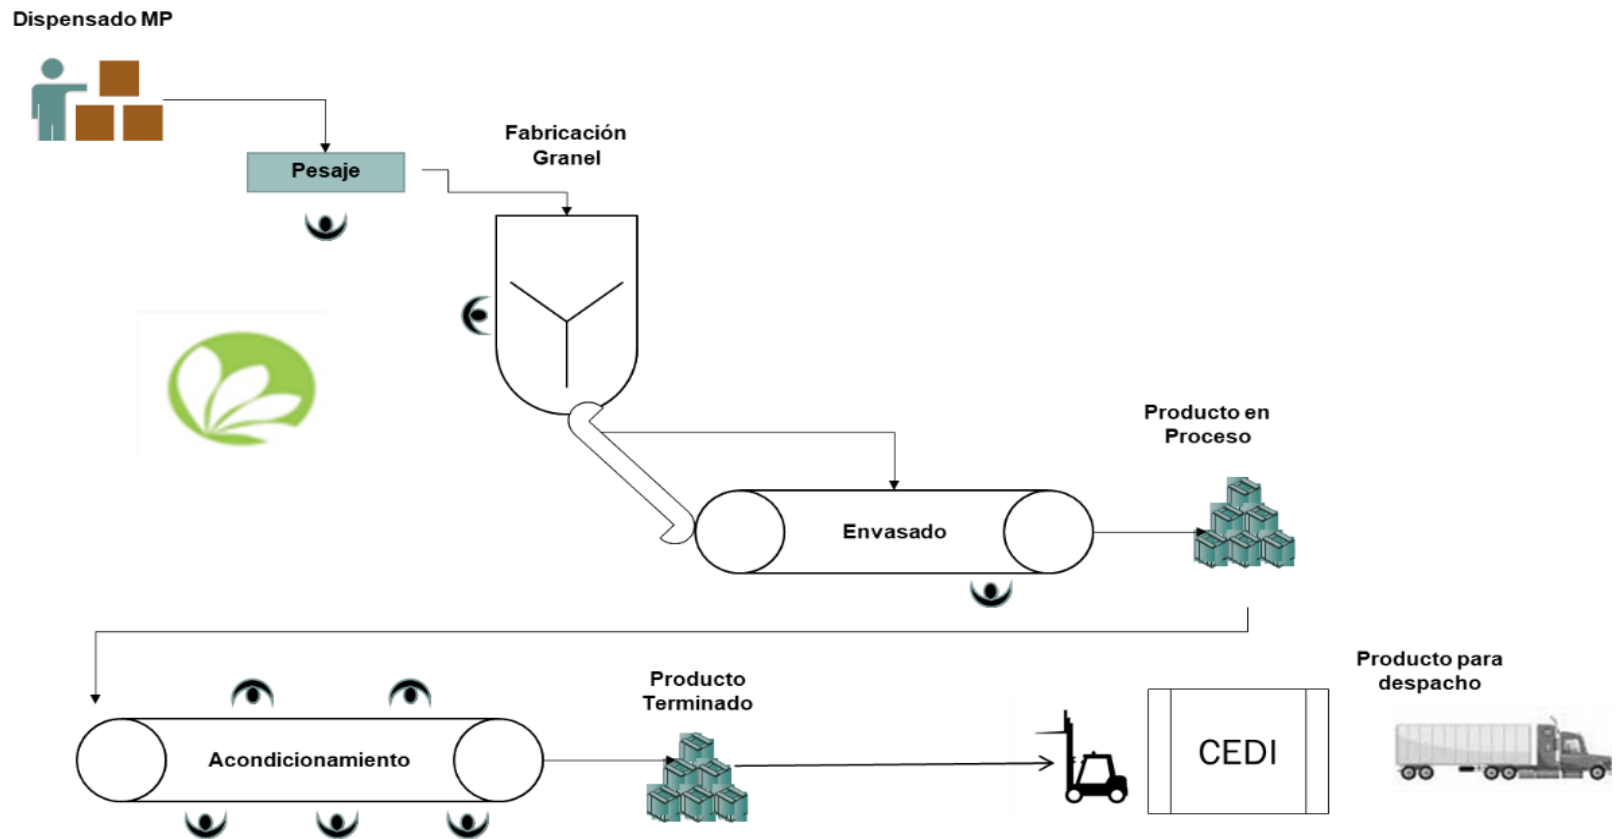 Dispensado MP
Pesaje
Fabricación
Granel
Producto en
Proceso
Envasado
Producto
Terminado
Producto para
despacho
Acondicionamiento
CEDI